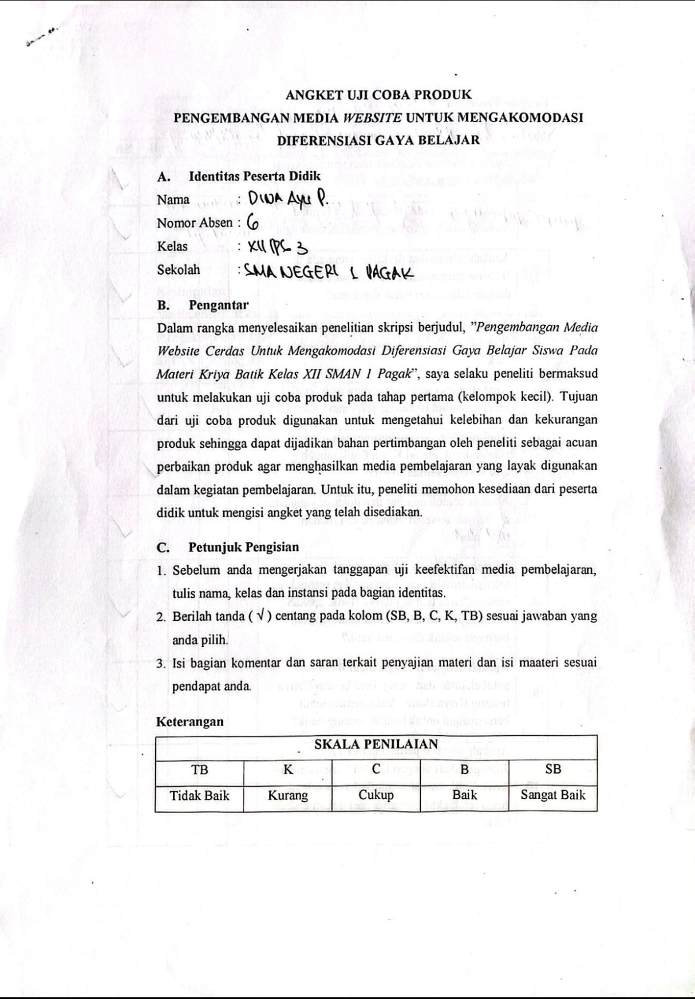 ANGKET UJI COBA PRODUK
PENGEMBANGAN MEDIA WEBSITE UNTUK MENGAKOMODASI
DIFERENSIASI GAYA BELAJAR
A. Identitas Peserta Didik
Nama : DIWA AYU P.
Nomor Absen : 6
Kelas : XII IPS 3
Sekolah : SMA NEGERI 1 PAGAK
B. Pengantar
Dalam rangka menyelesaikan penelitian skripsi berjudul, ”Pengembangan Media
Website Cerdas Untuk Mengakomodasi Diferensiasi Gaya Belajar Siswa Pada
Materi Kriya Batik Kelas XII SMAN 1 Pagak”, saya selaku peneliti bermaksud
untuk melakukan uji coba produk pada tahap pertama (kelompok kecil). Tujuan
dari uji coba produk digunakan untuk mengetahui kelebihan dan kekurangan
produk sehingga dapat dijadikan bahan pertimbangan oleh peneliti sebagai acuan
perbaikan produk agar menghasilkan media pembelajaran yang layak digunakan
dalam kegiatan pembelajaran. Untuk itu, peneliti memohon kesediaan dari peserta
didik untuk mengisi angket yang telah disediakan.
C. Petunjuk Pengisian
1. Sebelum anda mengerjakan tanggapan uji keefektifan media pembelajaran,
tulis nama, kelas dan instansi pada bagian identitas.
2. Berilah tanda ( √ ) centang pada kolom (SB, B, C, K, TB) sesuai jawaban yang
anda pilih.
3. Isi bagian komentar dan saran terkait penyajian materi dan isi maateri sesuai
pendapat anda.
Keterangan
SKALA PENILAIAN
TB K C B SB
Tidak Baik Kurang Cukup Baik Sangat Baik